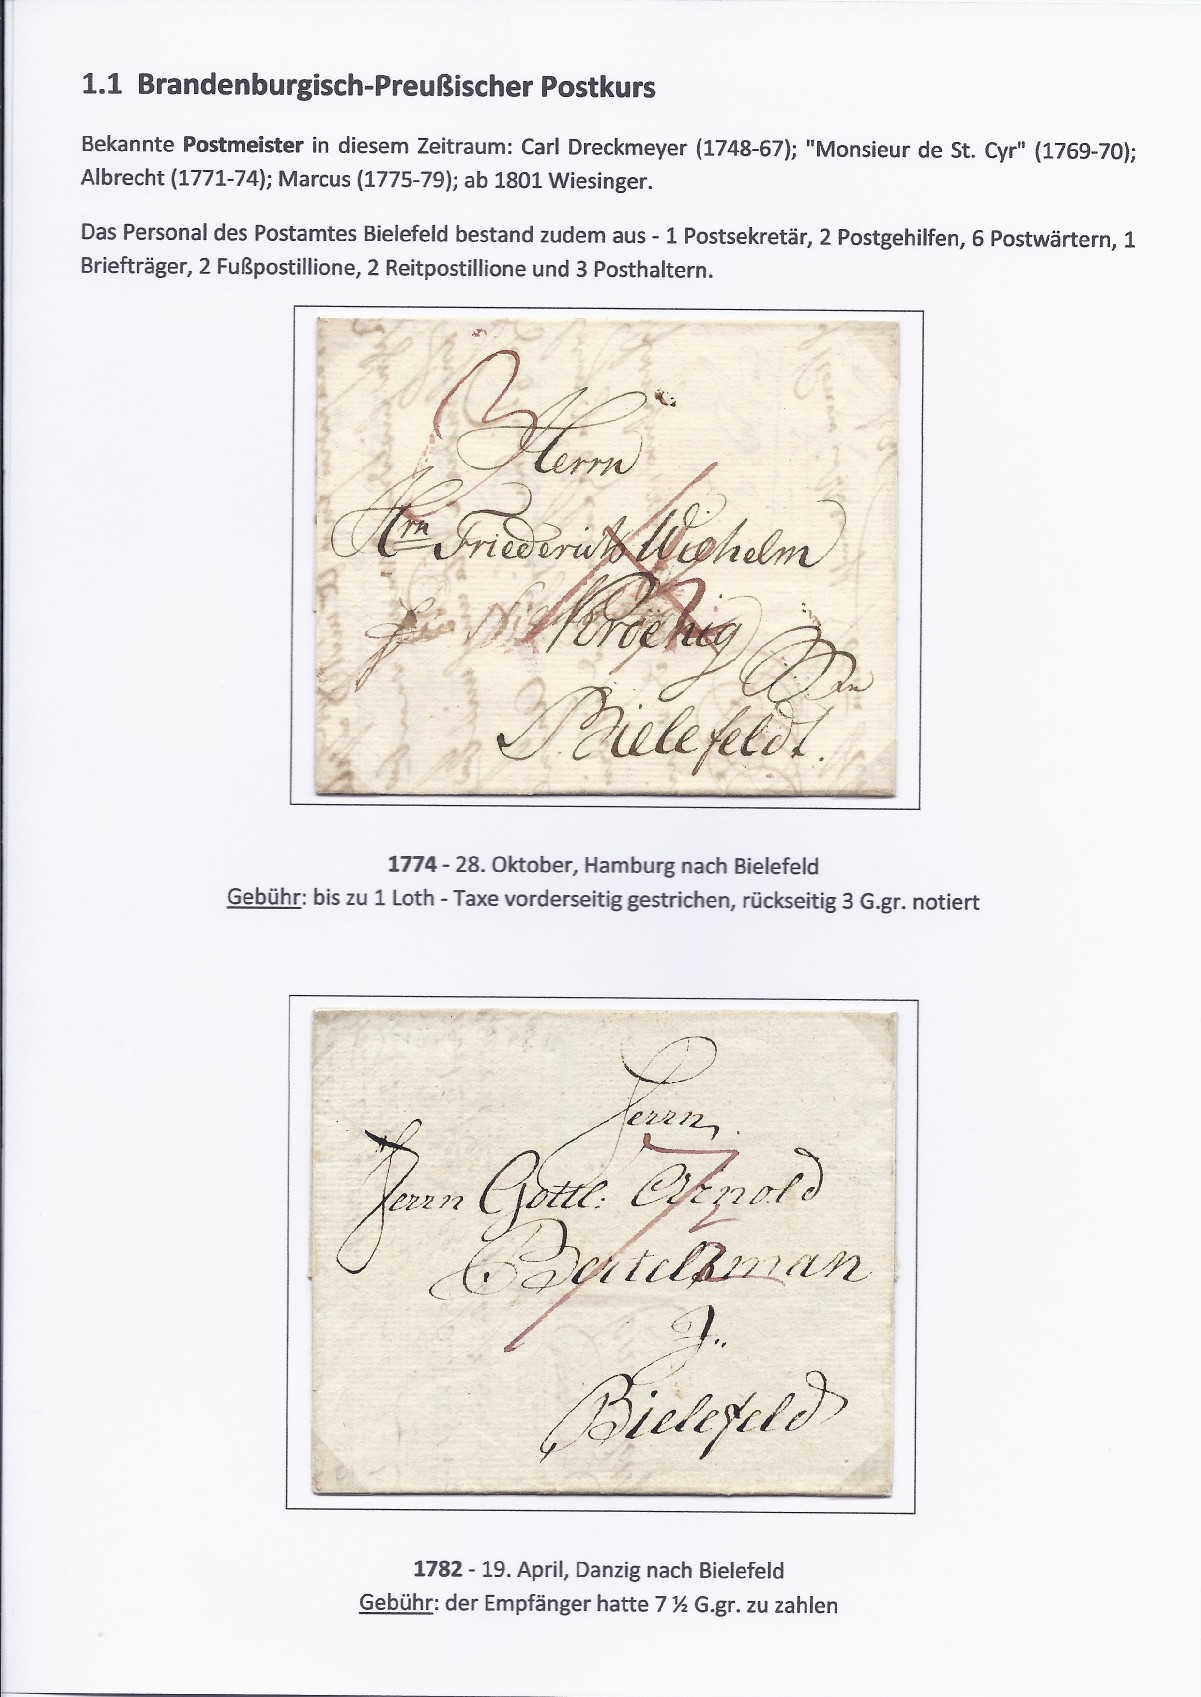 1.1 Brandenburgisch-Preußischer Postkurs
Bekannte Postmeister in diesem Zeitraum: Carl Dreckmeyer (1748-67); "Monsieur de St. Cyr" (1769-70);
Albrecht (1771-74); Marcus (1775-79); ab 1801 Wiesinger.
Das Personal des Postamtes Bielefeld bestand zudem aus - 1 Postsekretär, 2 Postgehilfen, 6 Postwärtern, 1
Briefträger, 2 Fußpostillione, 2 Reitpostillione und 3 Posthaltern.
3
Herrn
Hrn Friederich Wilhelm
Bielefeldt.
1774 - 28. Oktober, Hamburg nach Bielefeld
Gebühr: bis zu 1 Loth - Taxe vorderseitig gestrichen, rückseitig 3 G.gr. notiert
Herrn
7½
Herrn Gottl: Arnold
Bertelsman
Bielefeld
1782 - 19. April, Danzig nach Bielefeld
Gebühr: der Empfänger hatte 7 ½ G.gr. zu zahlen